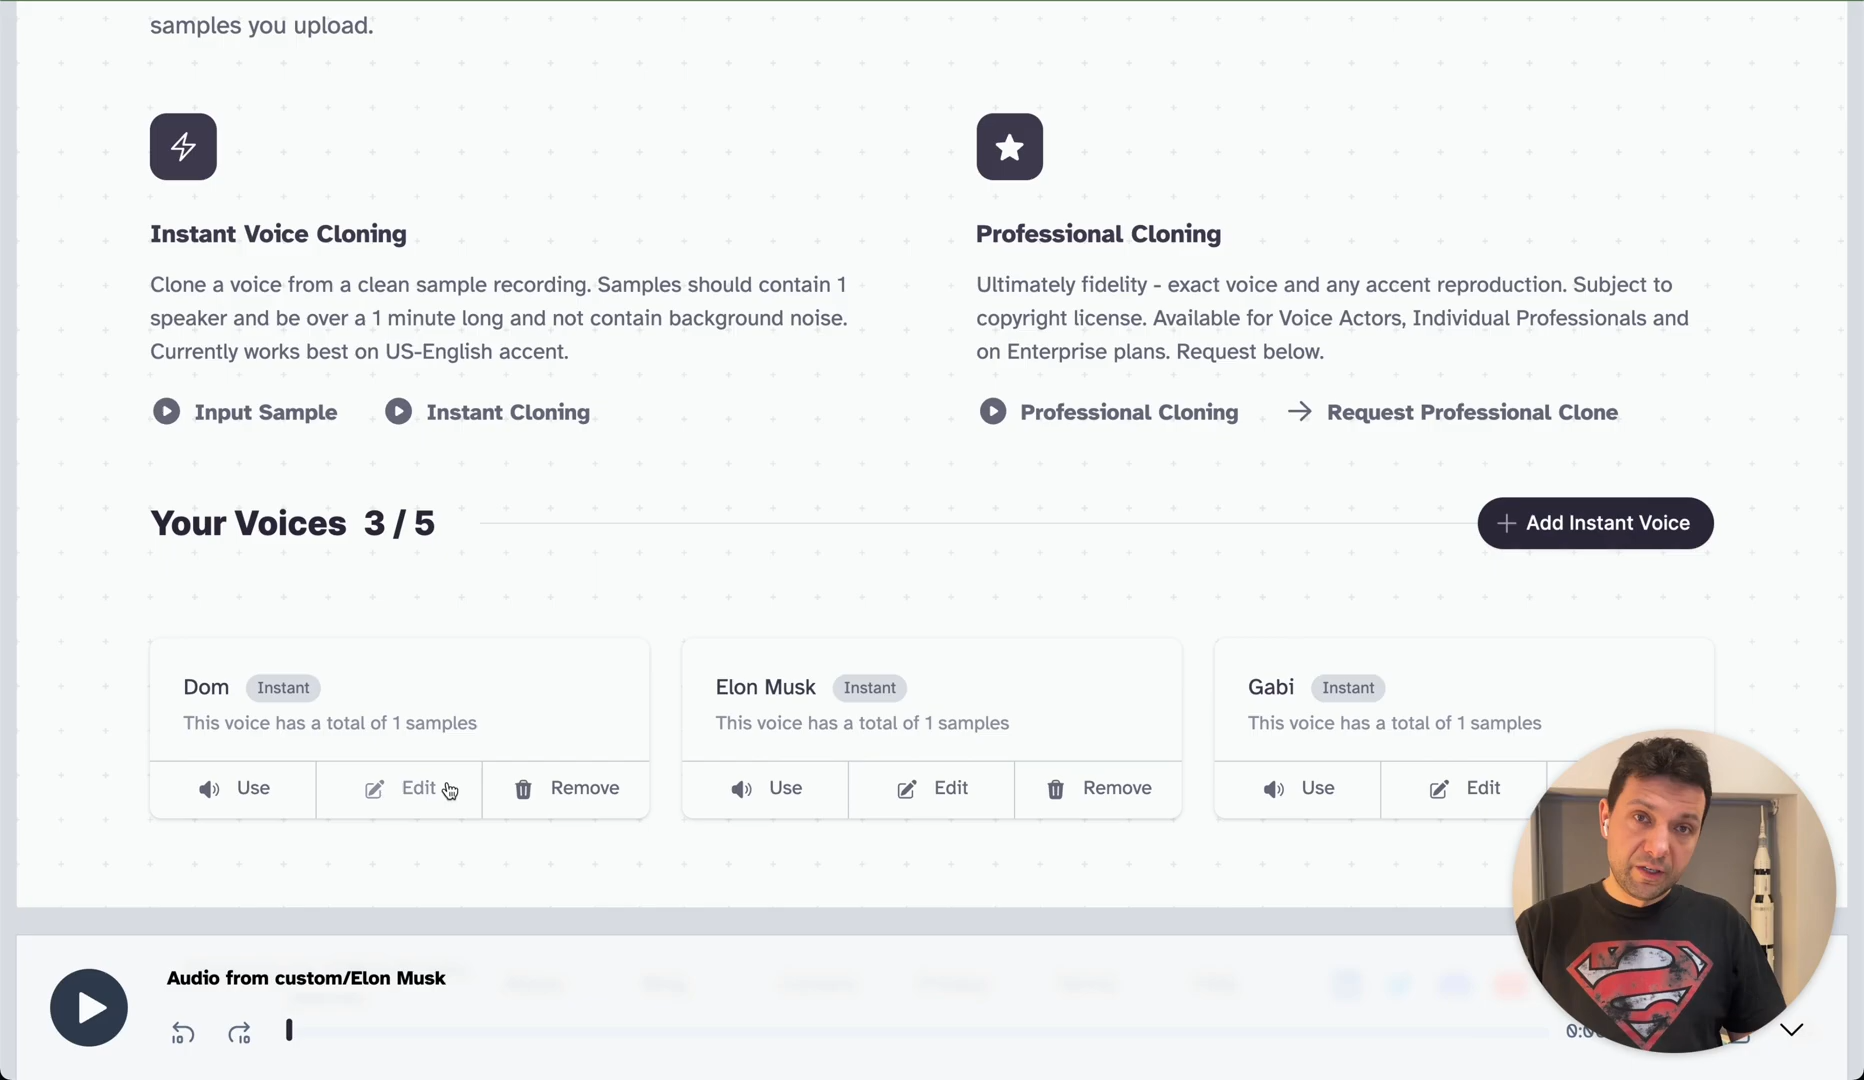 samples you upload.
Instant Voice Cloning
Clone a voice from a clean sample recording. Samples should contain 1
speaker and be over a 1 minute long and not contain background noise.
Currently works best on US-English accent.
Input Sample
Instant Cloning
Professional Cloning
Ultimately fidelity - exact voice and any accent reproduction. Subject to
copyright license. Available for Voice Actors, Individual Professionals and
on Enterprise plans. Request below.
Professional Cloning
Request Professional Clone
Your Voices 3 / 5
+ Add Instant Voice
Dom Instant
This voice has a total of 1 samples
Use Edit Remove
Elon Musk Instant
This voice has a total of 1 samples
Use Edit Remove
Gabi Instant
This voice has a total of 1 samples
Use Edit
Audio from custom/Elon Musk
10 10